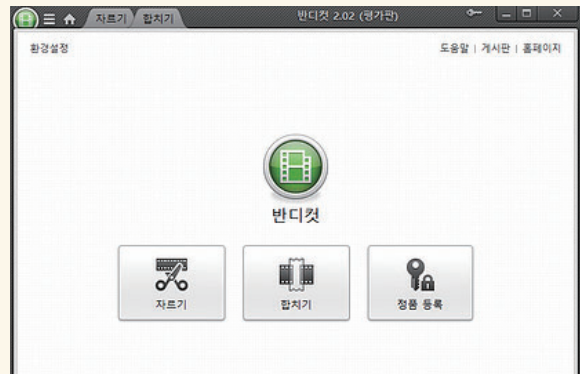 자르기 합치기 반디컷 2.02 (평가판)
환경설정 도움말 | 게시판 | 홈페이지
반디컷
자르기 합치기 정품 등록